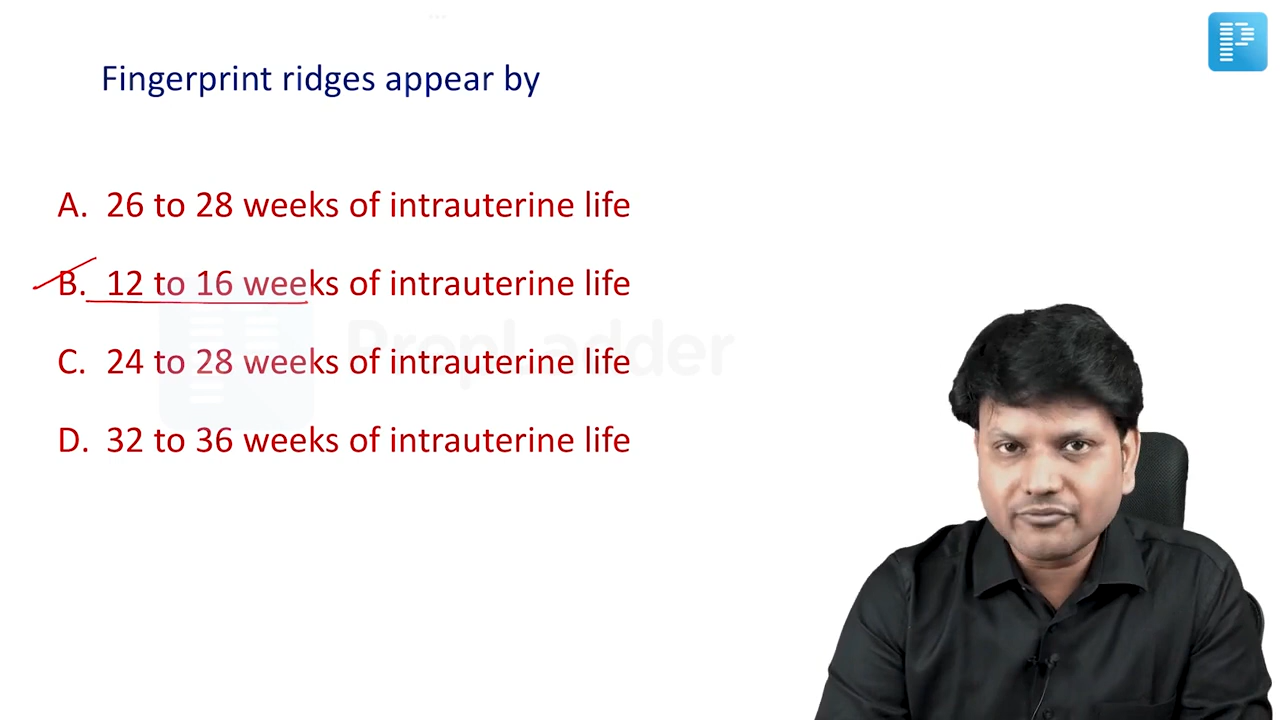 Fingerprint ridges appear by
A. 26 to 28 weeks of intrauterine life
B. 12 to 16 weeks of intrauterine life
C. 24 to 28 weeks of intrauterine life
D. 32 to 36 weeks of intrauterine life
PrepLadder